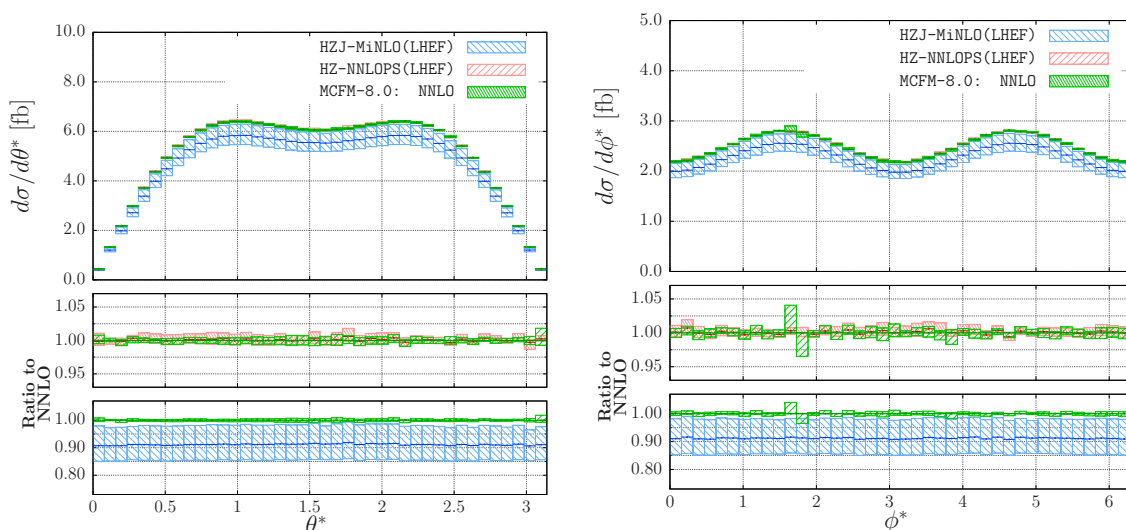 10.0
8.0
6.0
4.0
2.0
0.0
dσ/dθ* [fb]
HZJ-MiNLO(LHEF)
HZ-NNLOPS(LHEF)
MCFM-8.0: NNLO
1.05
1.00
0.95
Ratio to
NNLO
1.00
0.90
0.80
0 0.5 1 1.5 2 2.5 3
θ*
5.0
4.0
3.0
2.0
1.0
0.0
dσ/dϕ* [fb]
HZJ-MiNLO(LHEF)
HZ-NNLOPS(LHEF)
MCFM-8.0: NNLO
1.05
1.00
0.95
Ratio to
NNLO
1.00
0.90
0.80
0 1 2 3 4 5 6
ϕ*